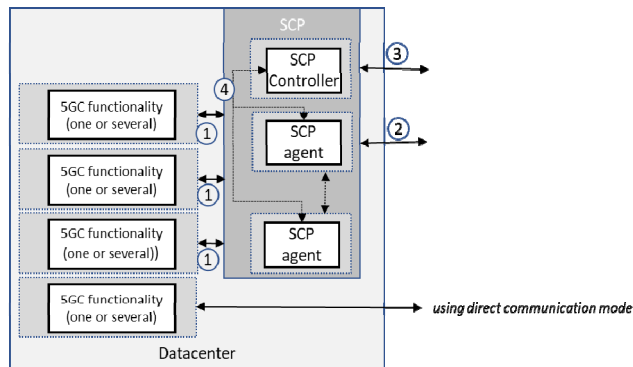 SCP
SCP
Controller
3
4
5GC functionality
(one or several)
1
SCP
agent
2
5GC functionality
(one or several)
1
5GC functionality
(one or several))
1
SCP
agent
5GC functionality
(one or several)
using direct communication mode
Datacenter